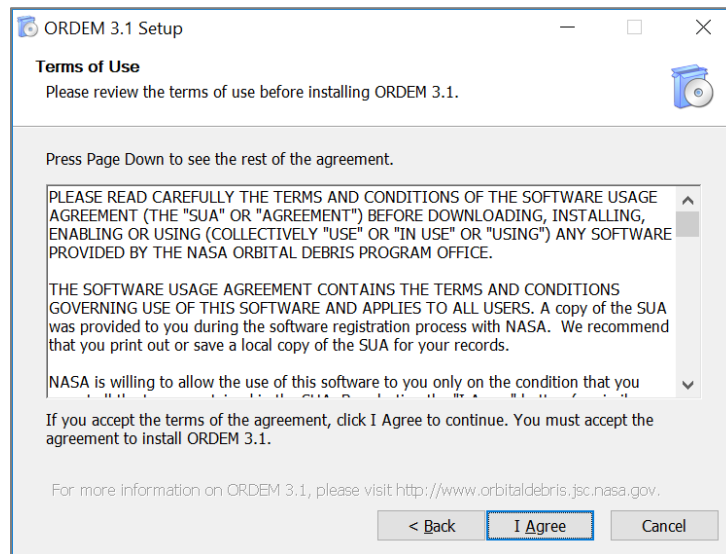 ORDEM 3.1 Setup
Terms of Use
Please review the terms of use before installing ORDEM 3.1.
Press Page Down to see the rest of the agreement.
PLEASE READ CAREFULLY THE TERMS AND CONDITIONS OF THE SOFTWARE USAGE
AGREEMENT (THE "SUA" OR "AGREEMENT") BEFORE DOWNLOADING, INSTALLING,
ENABLING OR USING (COLLECTIVELY "USE" OR "IN USE" OR "USING") ANY SOFTWARE
PROVIDED BY THE NASA ORBITAL DEBRIS PROGRAM OFFICE.
THE SOFTWARE USAGE AGREEMENT CONTAINS THE TERMS AND CONDITIONS
GOVERNING USE OF THIS SOFTWARE AND APPLIES TO ALL USERS. A copy of the SUA
was provided to you during the software registration process with NASA.  We recommend
that you print out or save a local copy of the SUA for your records.
NASA is willing to allow the use of this software to you only on the condition that you
If you accept the terms of the agreement, click I Agree to continue. You must accept the
agreement to install ORDEM 3.1.
For more information on ORDEM 3.1, please visit http://www.orbitaldebris.jsc.nasa.gov.
< Back
I Agree
Cancel